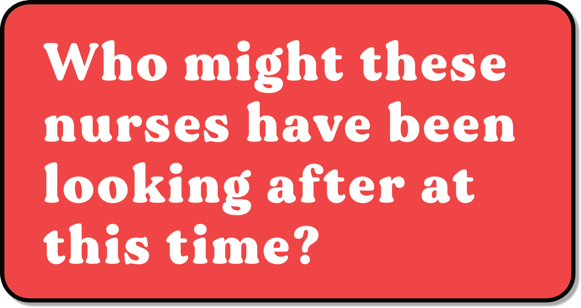 Who might these
nurses have been
looking after at
this time?